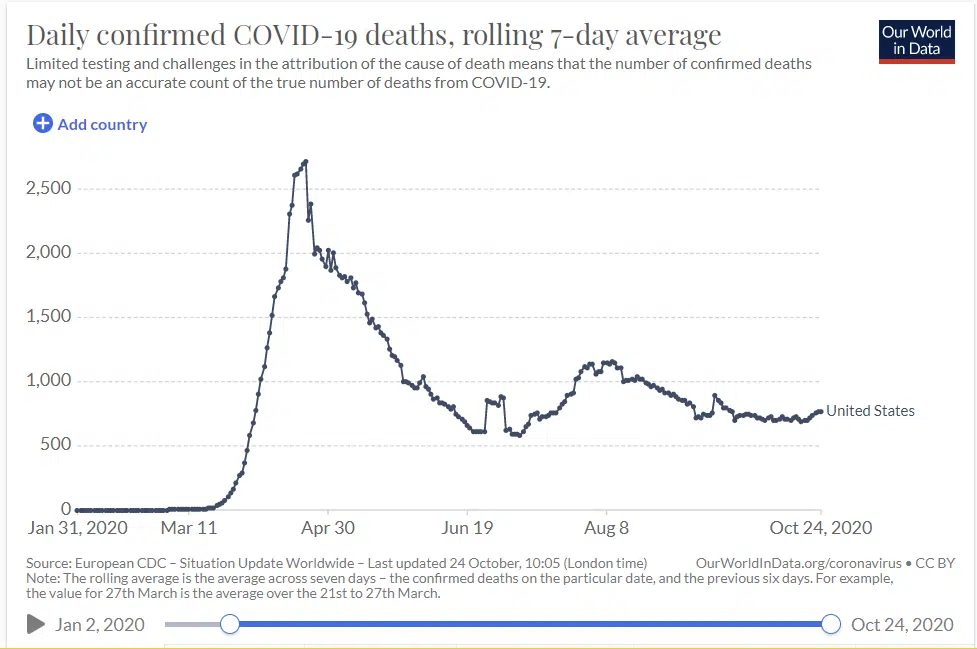 Daily confirmed COVID-19 deaths, rolling 7-day average
Our World
in Data
Limited testing and challenges in the attribution of the cause of death means that the number of confirmed deaths
may not be an accurate count of the true number of deaths from COVID-19.
Add country
2,500
2,000
1,500
1,000
500
0
United States
Jan 31, 2020
Mar 11
Apr 30
Jun 19
Aug 8
Oct 24, 2020
Source: European CDC – Situation Update Worldwide – Last updated 24 October, 10:05 (London time)
OurWorldInData.org/coronavirus • CC BY
Note: The rolling average is the average across seven days – the confirmed deaths on the particular date, and the previous six days. For example,
the value for 27th March is the average over the 21st to 27th March.
Jan 2, 2020
Oct 24, 2020